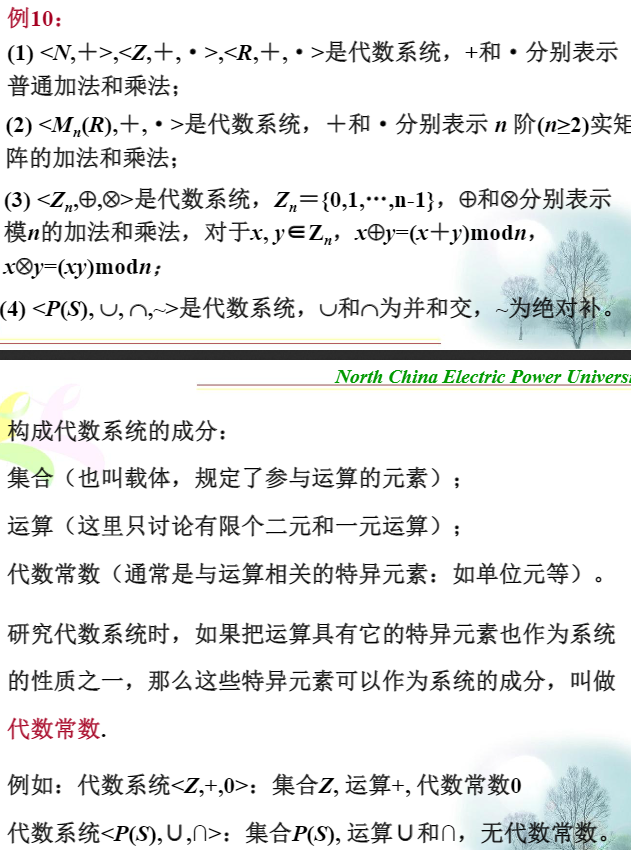 例10：
(1) <N,＋>,<Z,＋,·>,<R,＋,·>是代数系统，+和·分别表示
普通加法和乘法；
(2) <Mn(R),＋,·>是代数系统，＋和·分别表示 n 阶(n≥2)实矩
阵的加法和乘法；
(3) <Zn,⊕,⊗>是代数系统，Zn＝{0,1,⋯,n-1}，⊕和⊗分别表示
模n的加法和乘法，对于x, y∈Zn，x⊕y=(x＋y)modn，
x⊗y=(xy)modn；
(4) <P(S), ∪, ∩,~>是代数系统，∪和∩为并和交，~为绝对补。
North China Electric Power Universi
构成代数系统的成分：
集合（也叫载体，规定了参与运算的元素）；
运算（这里只讨论有限个二元和一元运算）；
代数常数（通常是与运算相关的特异元素：如单位元等）。
研究代数系统时，如果把运算具有它的特异元素也作为系统
的性质之一，那么这些特异元素可以作为系统的成分，叫做
代数常数.
例如：代数系统<Z,+,0>：集合Z, 运算+, 代数常数0
代数系统<P(S),∪,∩>：集合P(S), 运算∪和∩，无代数常数。